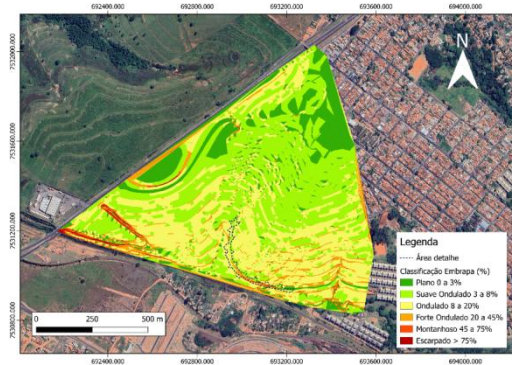 692400.000 692800.000 693200.000 693600.000 694000.000
7532000.000
7531600.000
7531200.000
7530800.000
N
Legenda
Área detalhe
Classificação Embrapa (%)
Plano 0 a 3%
Suave Ondulado 3 a 8%
Ondulado 8 a 20%
Forte Ondulado 20 a 45%
Montanhoso 45 a 75%
Escarpado > 75%
0 250 500 m
692400.000 692800.000 693200.000 693600.000 694000.000